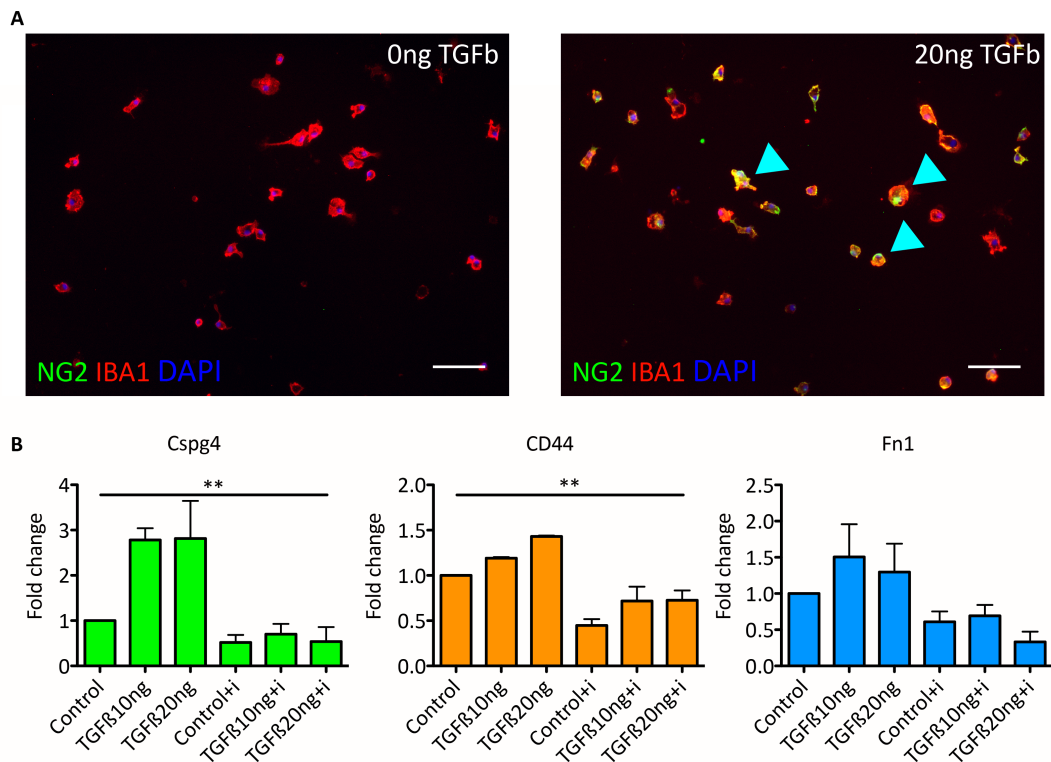 A
0ng TGFb
20ng TGFb
NG2 IBA1 DAPI
NG2 IBA1 DAPI
B
Cspg4
CD44
Fn1
Fold change
4
3
2
1
0
**
Control
TGFß10ng
TGFß20ng
Control+i
TGFß10ng+i
TGFß20ng+i
Fold change
2.0
1.5
1.0
0.5
0.0
**
Control
TGFß10ng
TGFß20ng
Control+i
TGFß10ng+i
TGFß20ng+i
Fold change
2.5
2.0
1.5
1.0
0.5
0.0
Control
TGFß10ng
TGFß20ng
Control+i
TGFß10ng+i
TGFß20ng+i